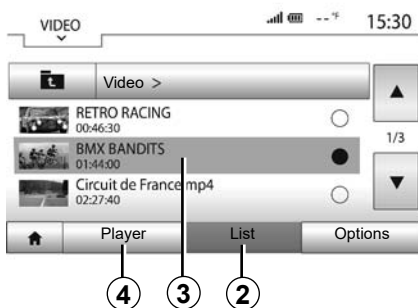 VIDEO
--°F
15:30
Video >
RETRO RACING
00:46:30
1/3
BMX BANDITS
01:44:00
Circuit de France.mp4
02:27:40
Player
List
Options
4
3
2